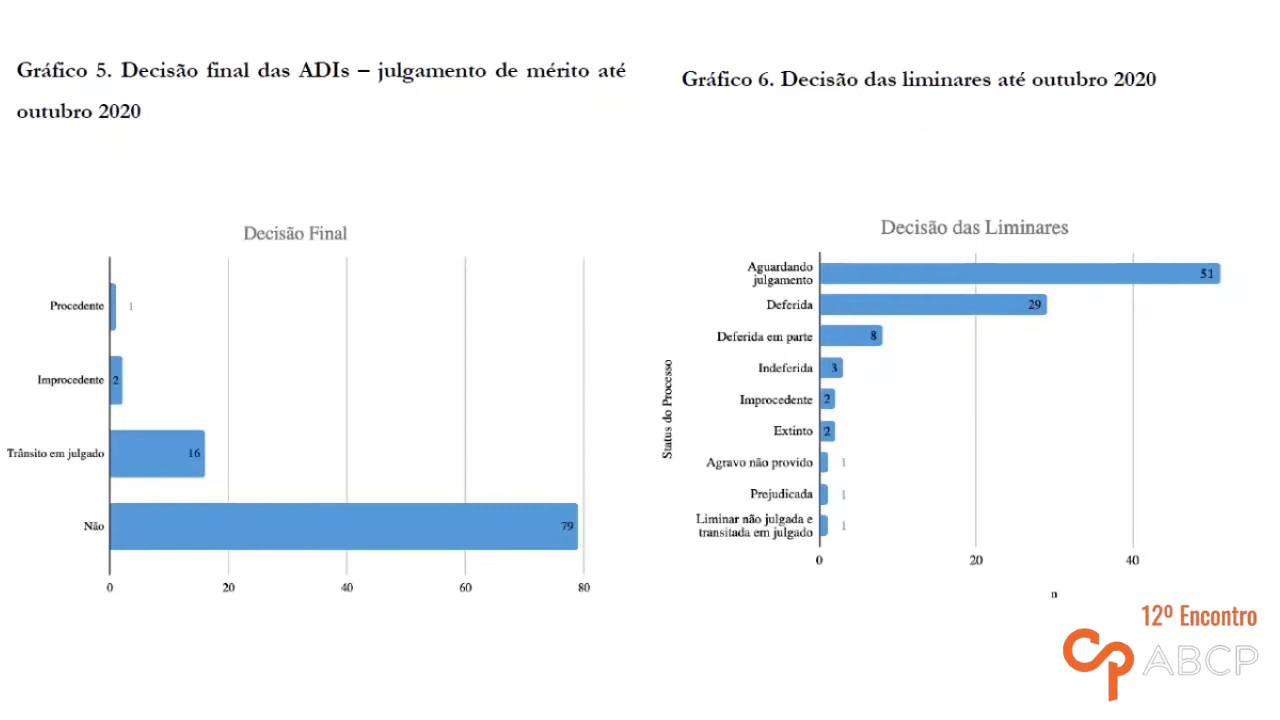 Gráfico 5. Decisão final das ADIs – julgamento de mérito até
outubro 2020
Decisão Final
Procedente
1
Improcedente
2
Trânsito em julgado
16
Não
79
0
20
40
60
80
Gráfico 6. Decisão das liminares até outubro 2020
Decisão das Liminares
Status do Processo
Aguardando
julgamento
51
Deferida
29
Deferida em parte
8
Indeferida
3
Improcedente
2
Extinto
2
Agravo não provido
1
Prejudicada
1
Liminar não julgada e
transitada em julgado
1
0
20
40
n
12º Encontro
CP ABCP